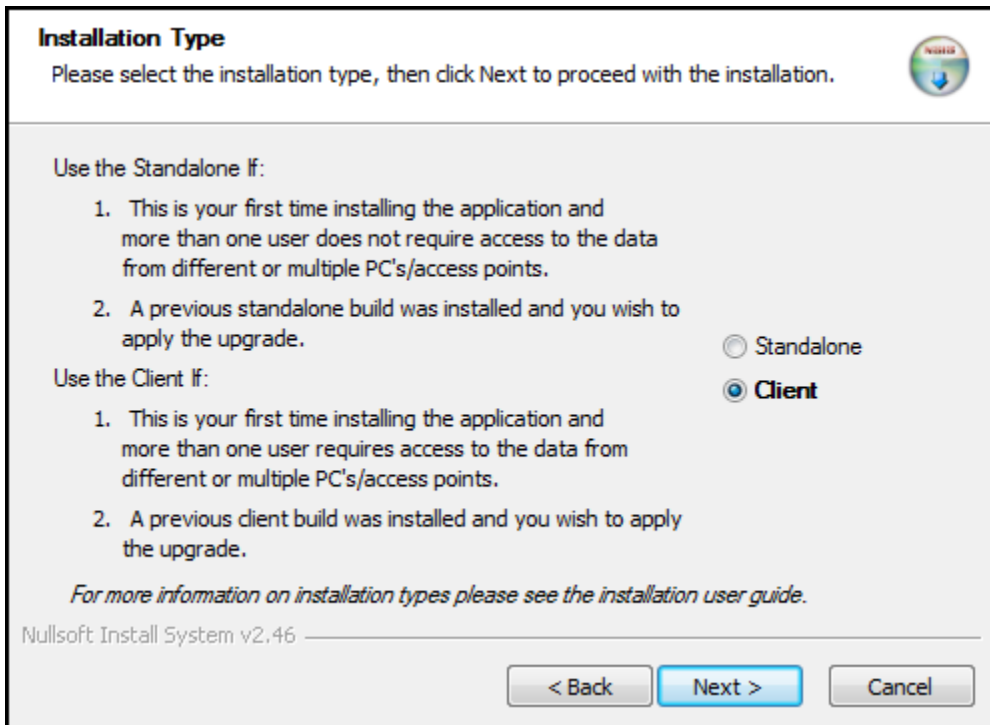 Installation Type
Please select the installation type, then click Next to proceed with the installation.
NSIS
Use the Standalone If:
1. This is your first time installing the application and
more than one user does not require access to the data
from different or multiple PC's/access points.
2. A previous standalone build was installed and you wish to
apply the upgrade.
Standalone
Use the Client If:
Client
1. This is your first time installing the application and
more than one user requires access to the data from
different or multiple PC's/access points.
2. A previous client build was installed and you wish to apply
the upgrade.
For more information on installation types please see the installation user guide.
Nullsoft Install System v2.46
< Back
Next >
Cancel